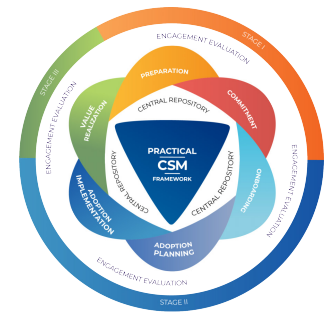 STAGE I
STAGE II
STAGE III
ENGAGEMENT EVALUATION
ENGAGEMENT EVALUATION
ENGAGEMENT EVALUATION
ENGAGEMENT EVALUATION
PREPARATION
COMMITMENT
ONBOARDING
ADOPTION
PLANNING
ADOPTION
IMPLEMENTATION
VALUE
REALIZATION
CENTRAL REPOSITORY
CENTRAL REPOSITORY
CENTRAL REPOSITORY
PRACTICAL
CSM
FRAMEWORK